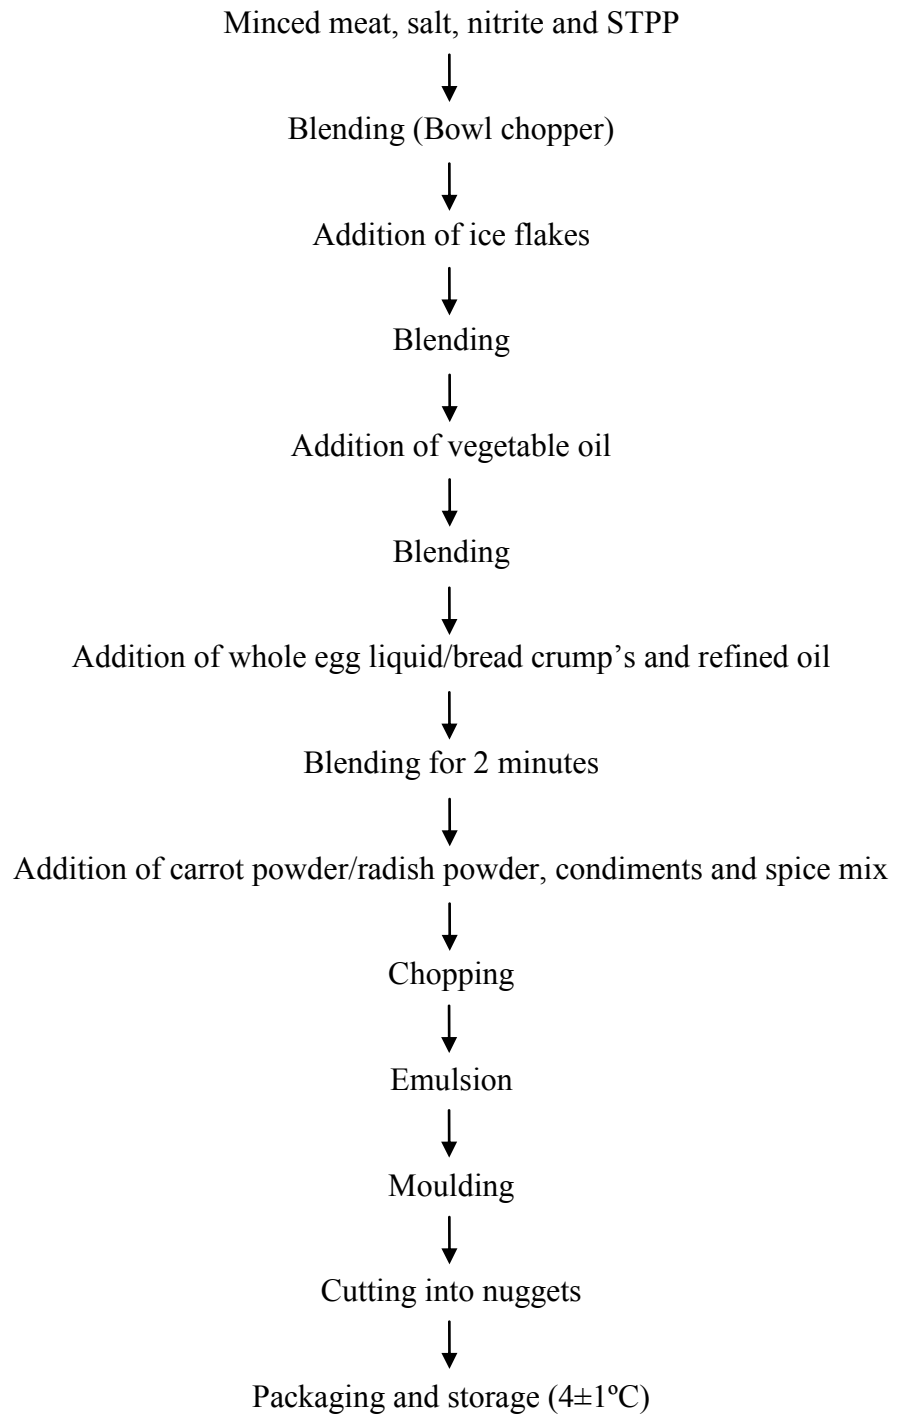 Minced meat, salt, nitrite and STPP
Blending (Bowl chopper)
Addition of ice flakes
Blending
Addition of vegetable oil
Blending
Addition of whole egg liquid/bread crump’s and refined oil
Blending for 2 minutes
Addition of carrot powder/radish powder, condiments and spice mix
Chopping
Emulsion
Moulding
Cutting into nuggets
Packaging and storage (4±1ºC)